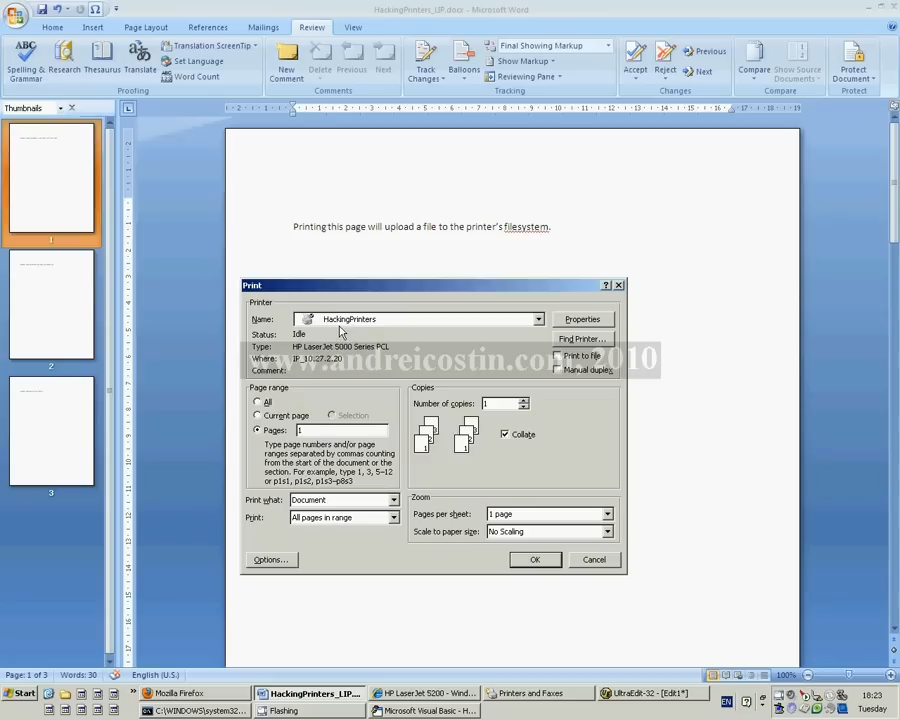 HackingPrinters_LIP.docx - Microsoft Word
Home Insert Page Layout References Mailings Review View
ABC Spelling & Grammar
Research
Thesaurus
Translate
Translation ScreenTip
Set Language
Word Count
Proofing
New Comment
Delete
Previous
Next
Comments
Track Changes
Balloons
Final Showing Markup
Show Markup
Reviewing Pane
Tracking
Accept
Reject
Previous
Next
Changes
Compare
Show Source Documents
Compare
Protect Document
Protect
Thumbnails
1
2
3
Printing this page will upload a file to the printer's filesystem.
Print
Printer
Name: HackingPrinters
Properties
Status: Idle
Find Printer...
Type: HP LaserJet 5000 Series PCL
Where: IP_10.27.2.20
Print to file
Comment:
Manual duplex
www.andreicostin.com, 2010
Page range
All
Current page Selection
Pages: 1
Type page numbers and/or page
ranges separated by commas counting
from the start of the document or the
section. For example, type 1, 3, 5–12
or p1s1, p1s2, p1s3–p8s3
Copies
Number of copies: 1
Collate
Print what: Document
Print: All pages in range
Zoom
Pages per sheet: 1 page
Scale to paper size: No Scaling
Options...
OK
Cancel
Page: 1 of 3 Words: 30 English (U.S.) 100%
Start
Mozilla Firefox
HackingPrinters_LIP....
HP LaserJet 5200 - Wind...
Printers and Faxes
UltraEdit-32 - [Edit1*]
EN
18:23
C:\WINDOWS\system32...
Flashing
Microsoft Visual Basic - H...
Tuesday